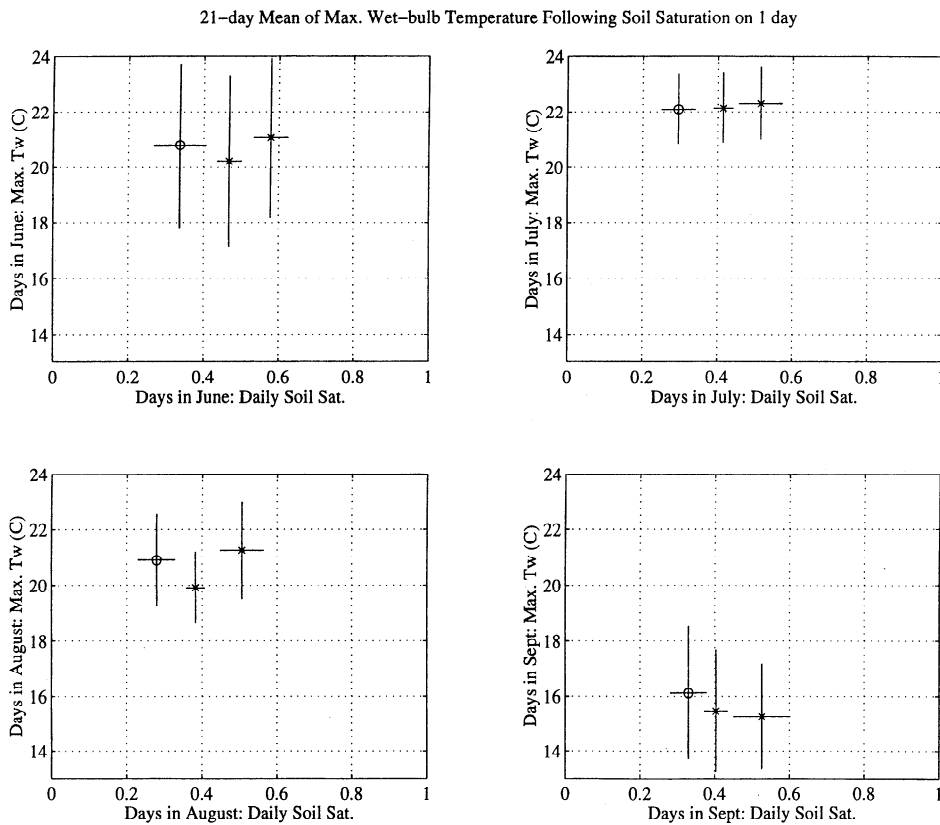 21-day Mean of Max. Wet-bulb Temperature Following Soil Saturation on 1 day
24
22
20
18
16
14
Days in June: Max. Tw (C)
0 0.2 0.4 0.6 0.8 1
Days in June: Daily Soil Sat.
24
22
20
18
16
14
Days in July: Max. Tw (C)
0 0.2 0.4 0.6 0.8 1
Days in July: Daily Soil Sat.
24
22
20
18
16
14
Days in August: Max. Tw (C)
0 0.2 0.4 0.6 0.8 1
Days in August: Daily Soil Sat.
24
22
20
18
16
14
Days in Sept: Max. Tw (C)
0 0.2 0.4 0.6 0.8 1
Days in Sept: Daily Soil Sat.